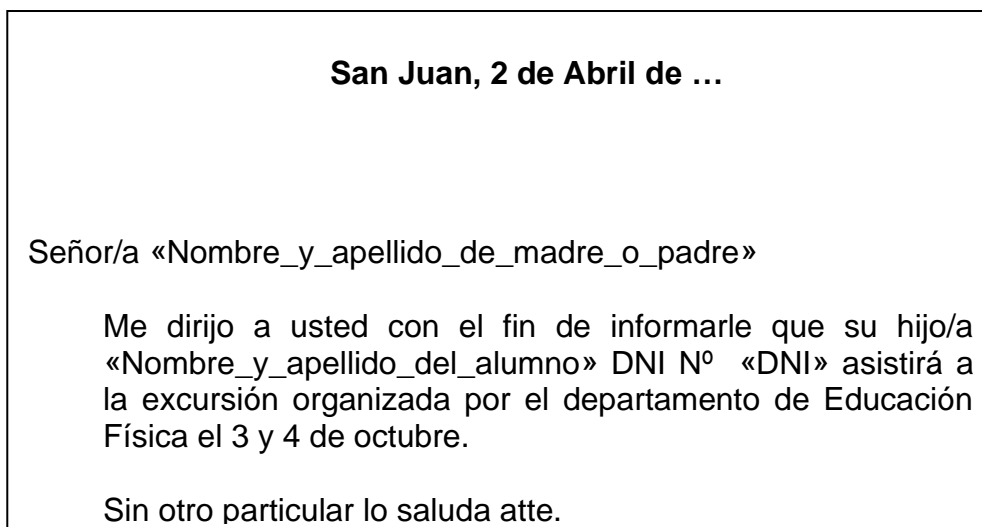 San Juan, 2 de Abril de …
Señor/a «Nombre_y_apellido_de_madre_o_padre»
Me dirijo a usted con el fin de informarle que su hijo/a
«Nombre_y_apellido_del_alumno» DNI Nº «DNI» asistirá a
la excursión organizada por el departamento de Educación
Física el 3 y 4 de octubre.
Sin otro particular lo saluda atte.